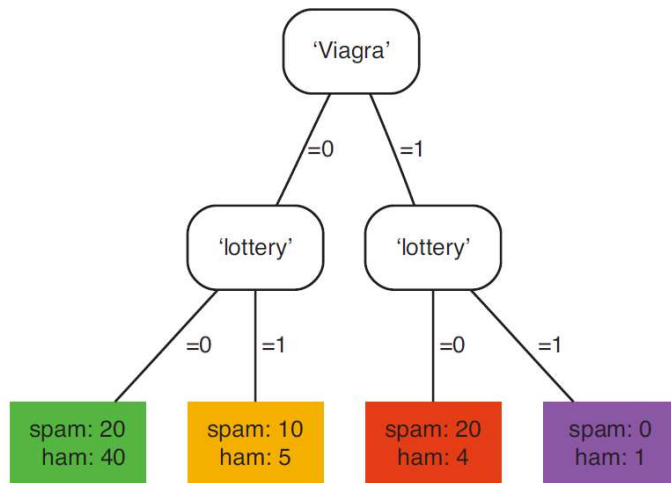 ‘Viagra’
=0
=1
‘lottery’
‘lottery’
=0
=1
=0
=1
spam: 20
ham: 40
spam: 10
ham: 5
spam: 20
ham: 4
spam: 0
ham: 1